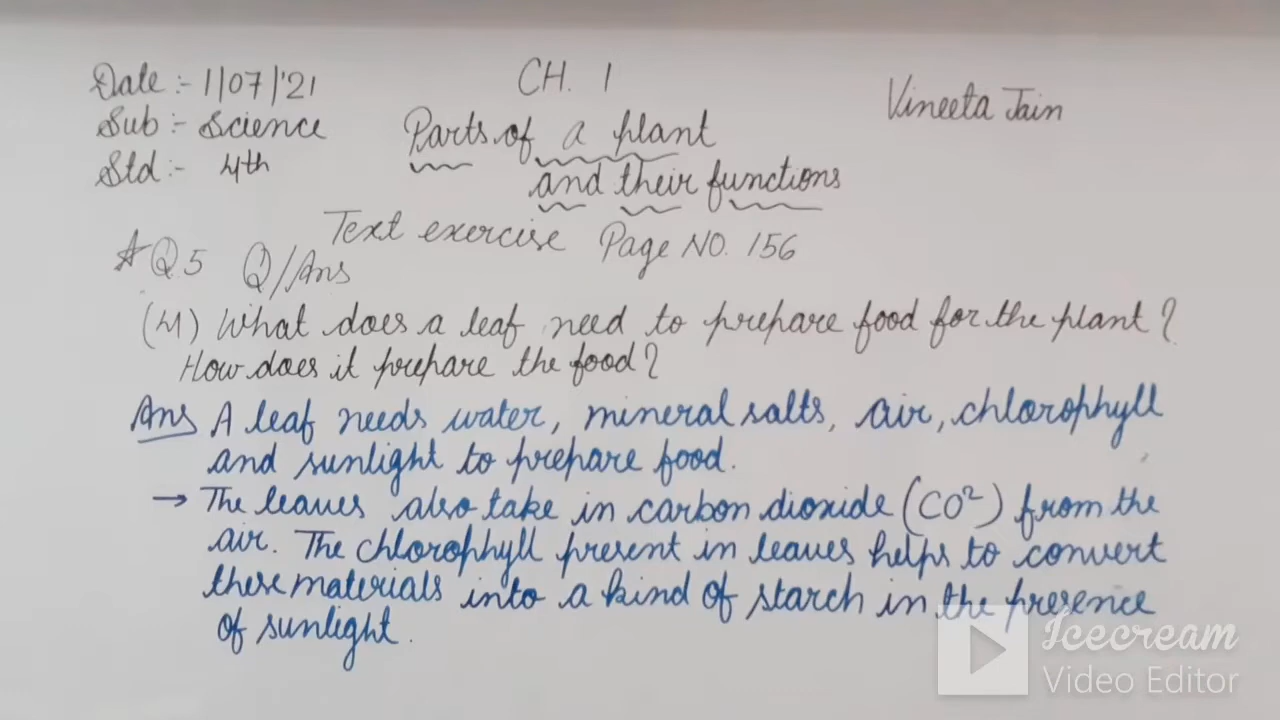 Date :- 1/07/'21
CH. 1
Vineeta Jain
Sub :- Science
Parts of a plant
Std :- 4th
and their functions
Text exercise Page NO. 156
Q5 Q/Ans
(4) What does a leaf need to prepare food for the plant?
How does it prepare the food?
Ans A leaf needs water, mineral salts, air, chlorophyll
and sunlight to prepare food.
→ The leaves also take in carbon dioxide (CO²) from the
air. The chlorophyll present in leaves helps to convert
these materials into a kind of starch in the presence
of sunlight.
Icecream
Video Editor